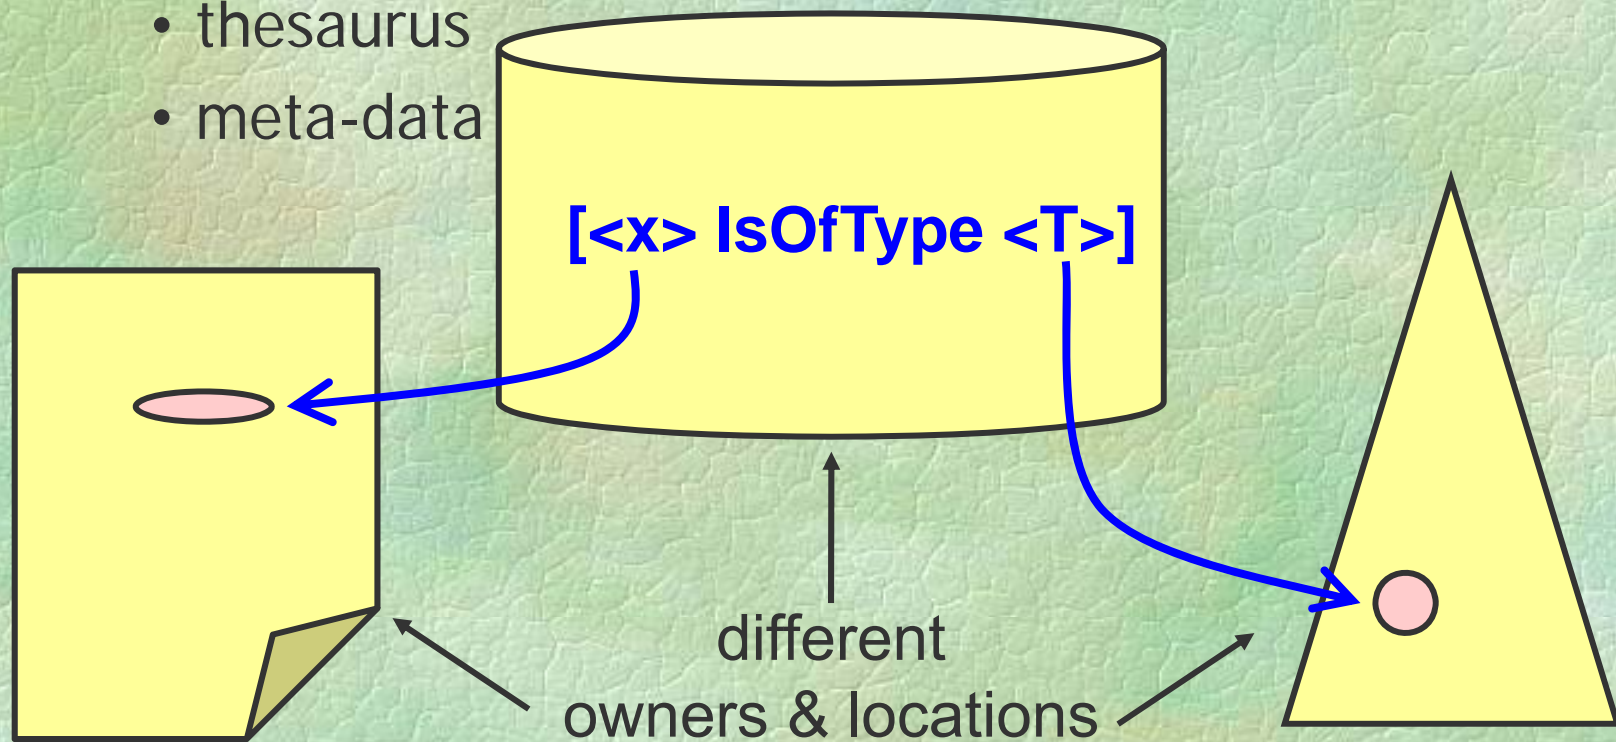 • thesaurus
• meta-data
[<x> IsOfType <T>]
different
owners & locations